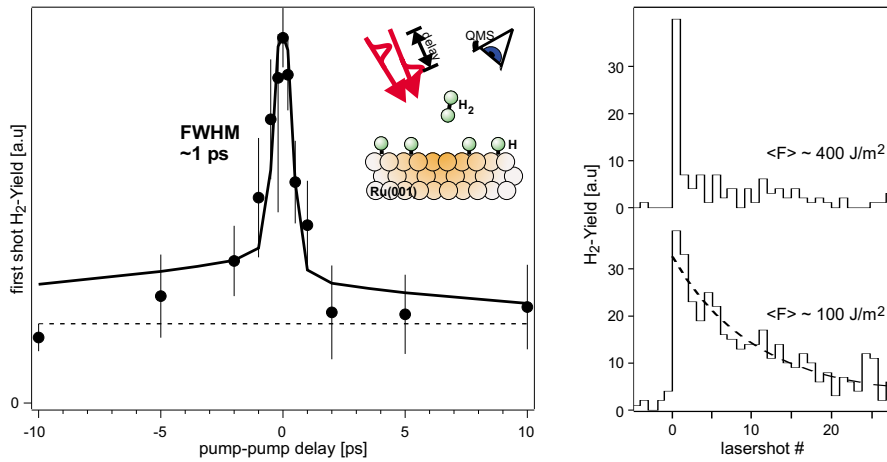 first shot H2-Yield [a.u]
FWHM
~1 ps
delay
QMS
H2
H
Ru(001)
0
-10
-5
0
5
10
pump-pump delay [ps]
H2-Yield [a.u]
30
20
10
0
<F> ~ 400 J/m2
30
20
10
0
<F> ~ 100 J/m2
0
10
20
lasershot #